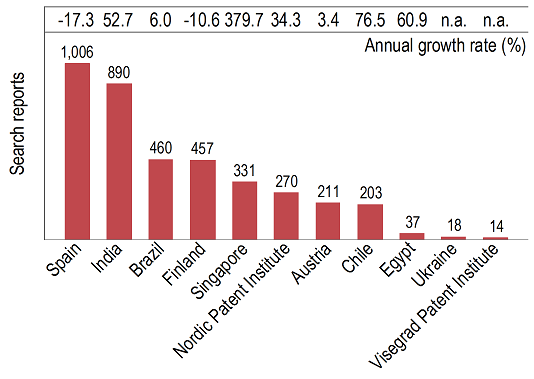 -17.3 52.7 6.0 -10.6 379.7 34.3 3.4 76.5 60.9 n.a. n.a.
Annual growth rate (%)
Search reports
1,006
890
460
457
331
270
211
203
37
18
14
Spain
India
Brazil
Finland
Singapore
Nordic Patent Institute
Austria
Chile
Egypt
Ukraine
Visegrad Patent Institute